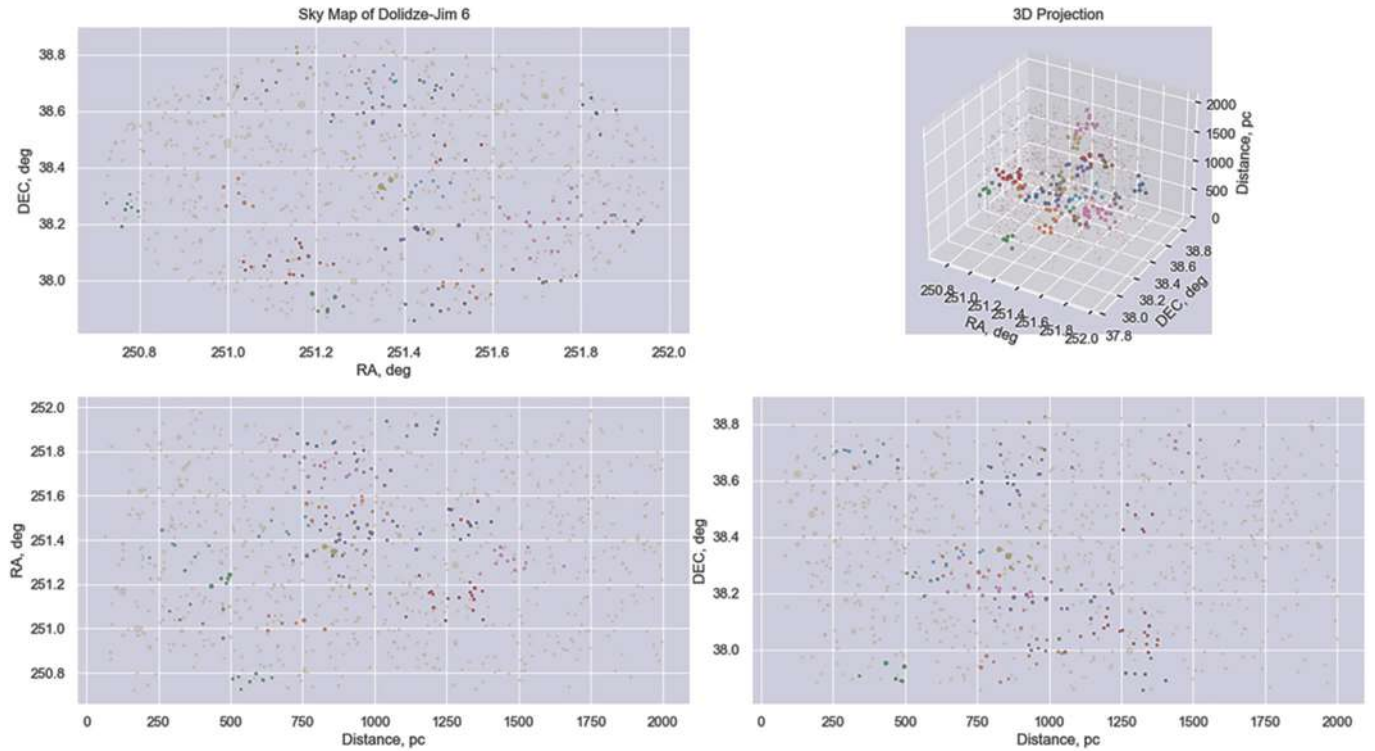 Sky Map of Dolidze-Jim 6
38.8
38.6
38.4
38.2
38.0
DEC, deg
250.8 251.0 251.2 251.4 251.6 251.8 252.0
RA, deg
3D Projection
2000
1500
1000
500
0
Distance, pc
38.8
38.6
38.4
38.2
38.0
37.8
DEC, deg
250.8 251.0 251.2 251.4 251.6 251.8 252.0
RA, deg
252.0
251.8
251.6
251.4
251.2
251.0
250.8
RA, deg
0 250 500 750 1000 1250 1500 1750 2000
Distance, pc
38.8
38.6
38.4
38.2
38.0
DEC, deg
0 250 500 750 1000 1250 1500 1750 2000
Distance, pc